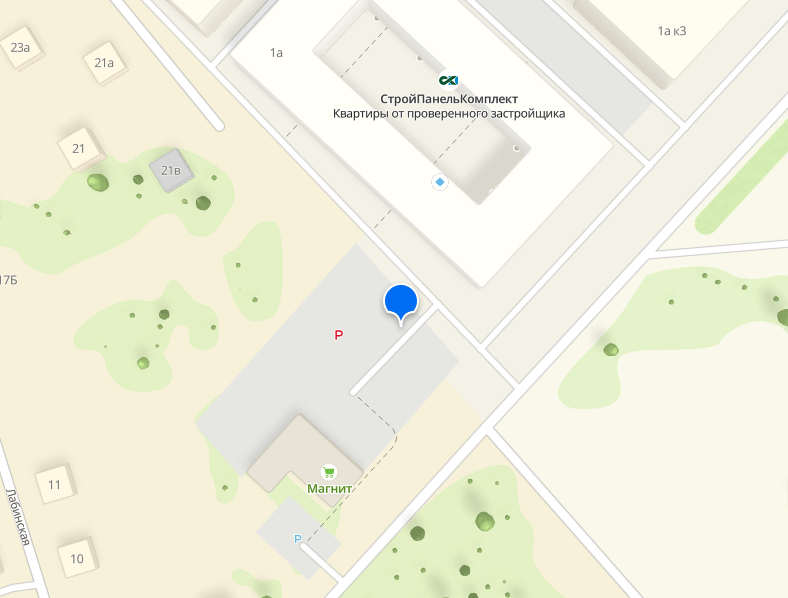 23а
21а
1а
1а к3
СтройПанельКомплект
Квартиры от проверенного застройщика
21
21в
17Б
P
Магнит
11
Лабинская
P
10